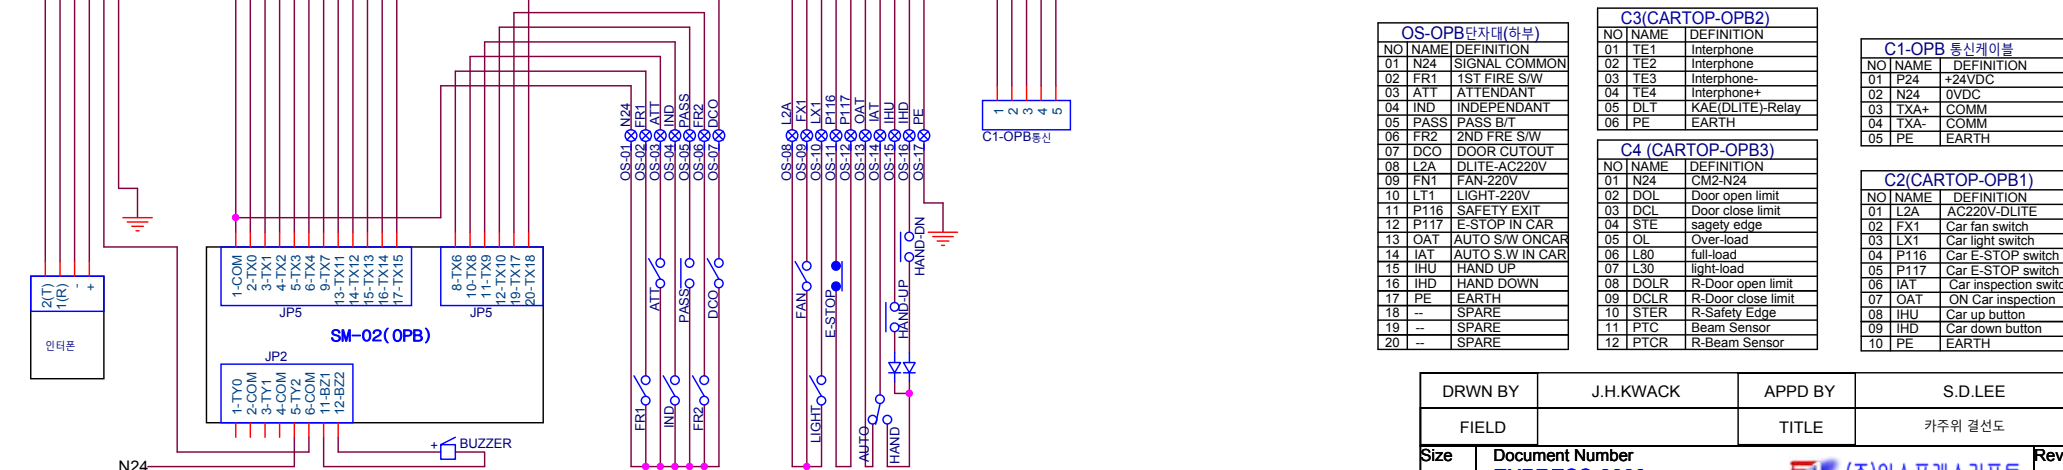 2(T)
1(R)
-
+
인터폰
1-COM
2-TX0
3-TX1
4-TX2
5-TX3
6-TX4
9-TX7
13-TX11
14-TX12
15-TX13
16-TX14
17-TX15
JP5
8-TX6
10-TX8
11-TX9
12-TX10
19-TX17
20-TX18
JP5
SM-02(OPB)
JP2
1-TY0
2-COM
3-TY1
4-COM
5-TY2
6-COM
11-BZ1
12-BZ2
+
BUZZER
N24
N24
FR1
ATT
IND
PASS
FR2
DCO
OS-01
OS-02
OS-03
OS-04
OS-05
OS-06
OS-07
ATT
PASS
DCO
FR1
IND
FR2
L2A
FX1
LX1
P116
P117
OAT
IAT
IHU
IHD
PE
OS-08
OS-09
OS-10
OS-11
OS-12
OS-13
OS-14
OS-15
OS-16
OS-17
FAN
E-STOP
HAND-UP
HAND-DN
LIGHT
AUTO
HAND
1 2 3 4 5
C1-OPB통신
OS-OPB단자대(하부)
NO NAME DEFINITION
01 N24 SIGNAL COMMON
02 FR1 1ST FIRE S/W
03 ATT ATTENDANT
04 IND INDEPENDANT
05 PASS PASS B/T
06 FR2 2ND FRE S/W
07 DCO DOOR CUTOUT
08 L2A DLITE-AC220V
09 FN1 FAN-220V
10 LT1 LIGHT-220V
11 P116 SAFETY EXIT
12 P117 E-STOP IN CAR
13 OAT AUTO S/W ONCAR
14 IAT AUTO S.W IN CAR
15 IHU HAND UP
16 IHD HAND DOWN
17 PE EARTH
18 -- SPARE
19 -- SPARE
20 -- SPARE
C3(CARTOP-OPB2)
NO NAME DEFINITION
01 TE1 Interphone
02 TE2 Interphone
03 TE3 Interphone-
04 TE4 Interphone+
05 DLT KAE(DLITE)-Relay
06 PE EARTH
C4 (CARTOP-OPB3)
NO NAME DEFINITION
01 N24 CM2-N24
02 DOL Door open limit
03 DCL Door close limit
04 STE sagety edge
05 OL Over-load
06 L80 full-load
07 L30 light-load
08 DOLR R-Door open limit
09 DCLR R-Door close limit
10 STER R-Safety Edge
11 PTC Beam Sensor
12 PTCR R-Beam Sensor
C1-OPB 통신케이블
NO NAME DEFINITION
01 P24 +24VDC
02 N24 0VDC
03 TXA+ COMM
04 TXA- COMM
05 PE EARTH
C2(CARTOP-OPB1)
NO NAME DEFINITION
01 L2A AC220V-DLITE
02 FX1 Car fan switch
03 LX1 Car light switch
04 P116 Car E-STOP switch
05 P117 Car E-STOP switch
06 IAT Car inspection switc
07 OAT ON Car inspection
08 IHU Car up button
09 IHD Car down button
10 PE EARTH
DRWN BY J.H.KWACK APPD BY S.D.LEE
FIELD TITLE 카주위 결선도
Size Document Number Rev